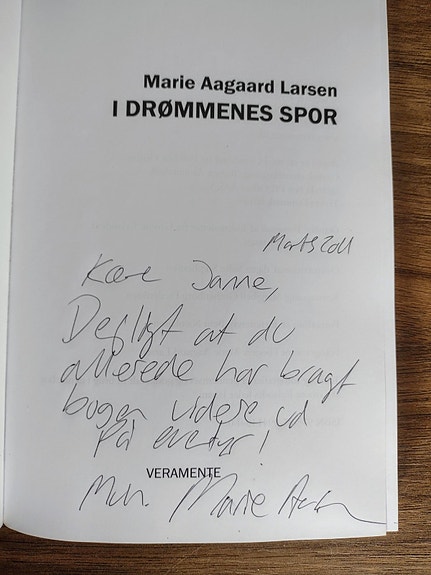 Marie Aagaard Larsen
I DRØMMENES SPOR
Marts 2011
Kære Janne,
Dejligt at du
allerede har bragt
bogen videre ud
på eventyr!
VERAMENTE
Marie